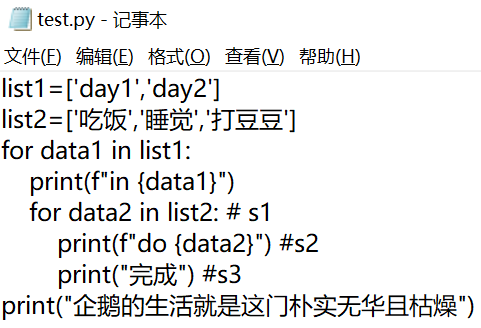 test.py - 记事本
文件(F) 编辑(E) 格式(O) 查看(V) 帮助(H)
list1=['day1','day2']
list2=['吃饭','睡觉','打豆豆']
for data1 in list1:
    print(f"in {data1}")
    for data2 in list2: # s1
        print(f"do {data2}") #s2
        print("完成") #s3
print("企鹅的生活就是这门朴实无华且枯燥")